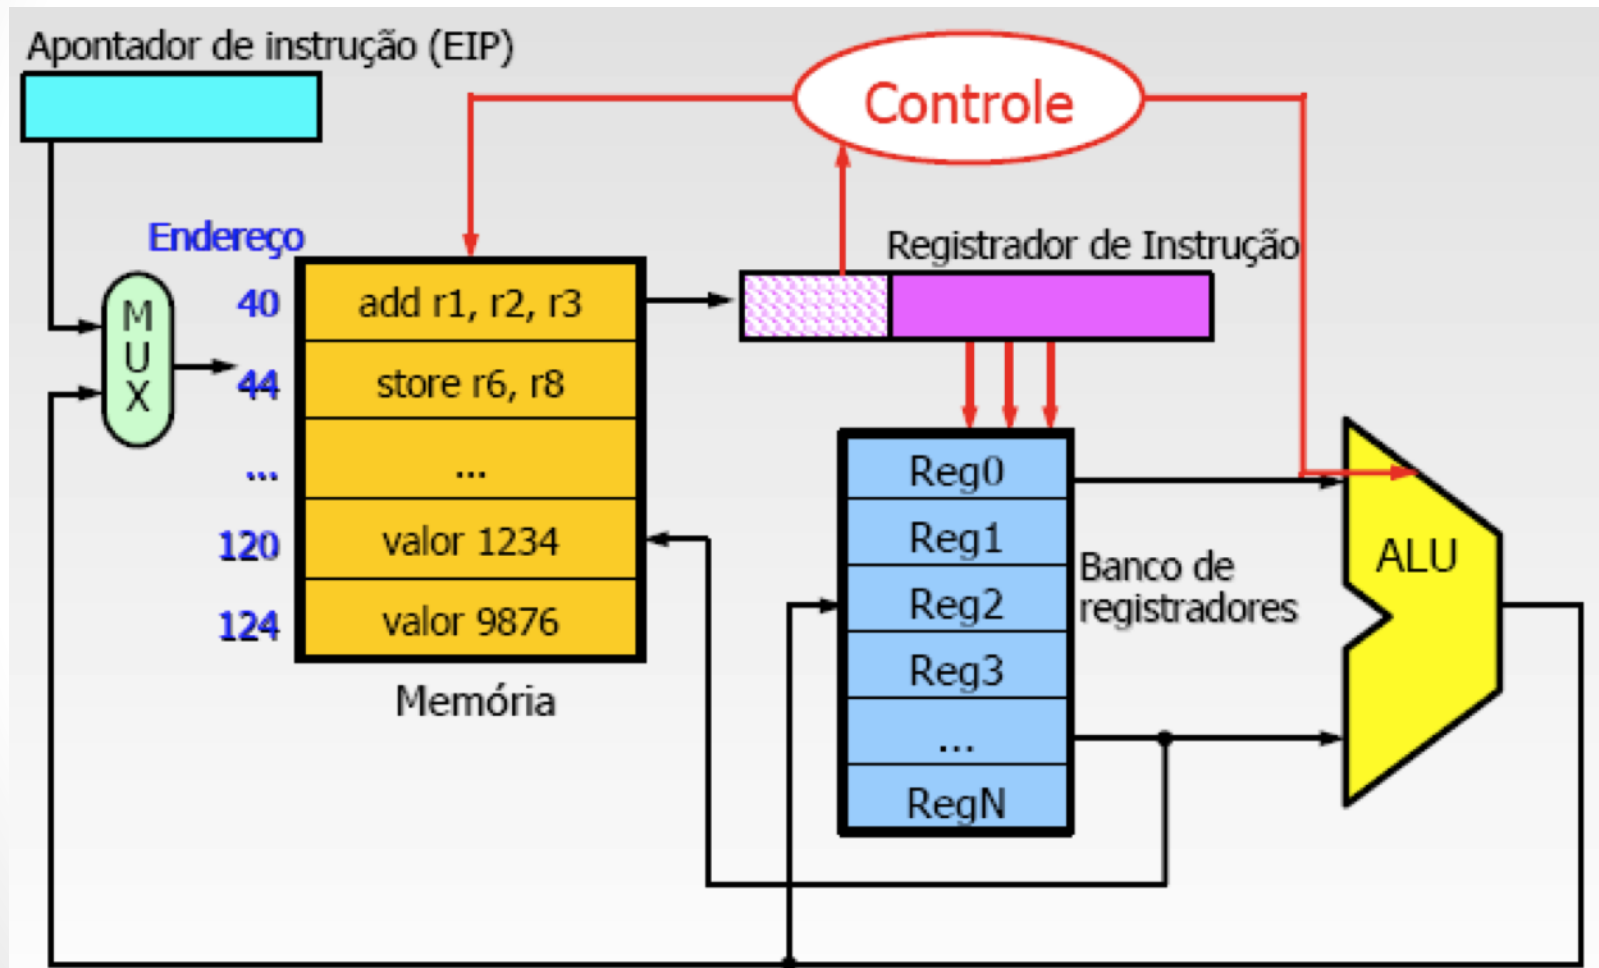 Apontador de instrução (EIP)
Controle
Endereço
Registrador de Instrução
M
U
X
40
add r1, r2, r3
44
store r6, r8
...
...
120
valor 1234
124
valor 9876
Memória
Reg0
Reg1
Reg2
Reg3
...
RegN
Banco de
registradores
ALU